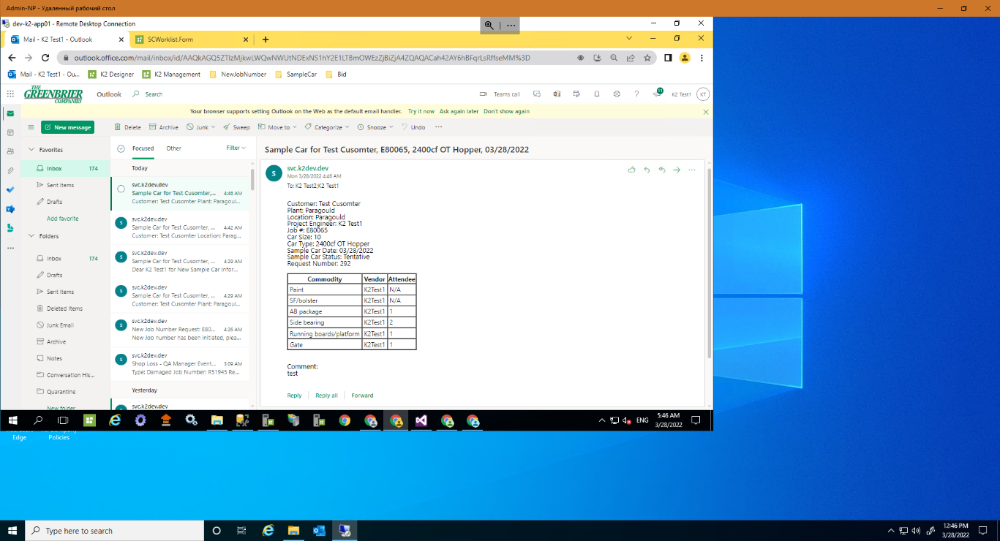 Admin-NP - Удаленный рабочий стол
dev-k2-app01 - Remote Desktop Connection
Mail - K2 Test1 - Outlook
SCWorklist.Form
outlook.office.com/mail/inbox/id/AAQkAGQ5ZTIzMjkwLWQwNWUtNDExNS1hY2E1LTBmOWEzZjBiZjA4ZQAQACah42AY6hBFqrLsRffseMM%3D
Mail - K2 Test1 - Ou...
K2 Designer
K2 Management
NewJobNumber
SampleCar
Bid
THE GREENBRIER COMPANIES
Outlook
Search
Teams call
11
K2 Test1
KT
Your browser supports setting Outlook on the Web as the default email handler. Try it now Ask again later Don't show again
New message
Delete
Archive
Junk
Sweep
Move to
Categorize
Snooze
Undo
Favorites
Inbox 174
Sent Items
Drafts
Add favorite
Folders
Inbox 174
Drafts
Sent Items
Deleted Items
Junk Email
Archive
Notes
Conversation His...
Quarantine
New folder
Focused
Other
Filter
Today
svc.k2dev.dev
Sample Car for Test Cusomter,... 4:46 AM
Customer: Test Cusomter Plant: Paragoul...
S
svc.k2dev.dev
Sample Car for Test Cusomter, ... 4:42 AM
Customer: Test Cusomter Location: Parag...
S
svc.k2dev.dev
Sample Car for Test Cusomter, ... 4:29 AM
Dear K2 Test1 for New Sample Car Infor...
S
svc.k2dev.dev
Sample Car for Test Cusomter, ... 4:29 AM
Customer: Test Cusomter Plant: Paragoul...
S
svc.k2dev.dev
New Job Number Request: E80... 4:26 AM
New Job number has been initiated, plea...
S
svc.k2dev.dev
Shop Loss - QA Manager Event... 3:09 AM
Type: Damaged Job Number: R51945 Re...
Yesterday
svc.k2dev.dev
Sample Car for Test Cusomter, E80065, 2400cf OT Hopper, 03/28/2022
S
svc.k2dev.dev
Mon 3/28/2022 4:46 AM
To: K2 Test2;K2 Test1
Customer: Test Cusomter
Plant: Paragould
Location: Paragould
Project Engineer: K2 Test1
Job #: E80065
Car Size: 10
Car Type: 2400cf OT Hopper
Sample Car Date: 03/28/2022
Sample Car Status: Tentative
Request Number: 292
Commodity Vendor Attendee
Paint K2Test1 N/A
SF/bolster K2Test1 N/A
AB package K2Test1 1
Side bearing K2Test1 2
Running boards/platform K2Test1 1
Gate K2Test1 1
Comment:
test
Reply
Reply all
Forward
ENG
5:46 AM
3/28/2022
Edge
Policies
Type here to search
12:46 PM
3/28/2022